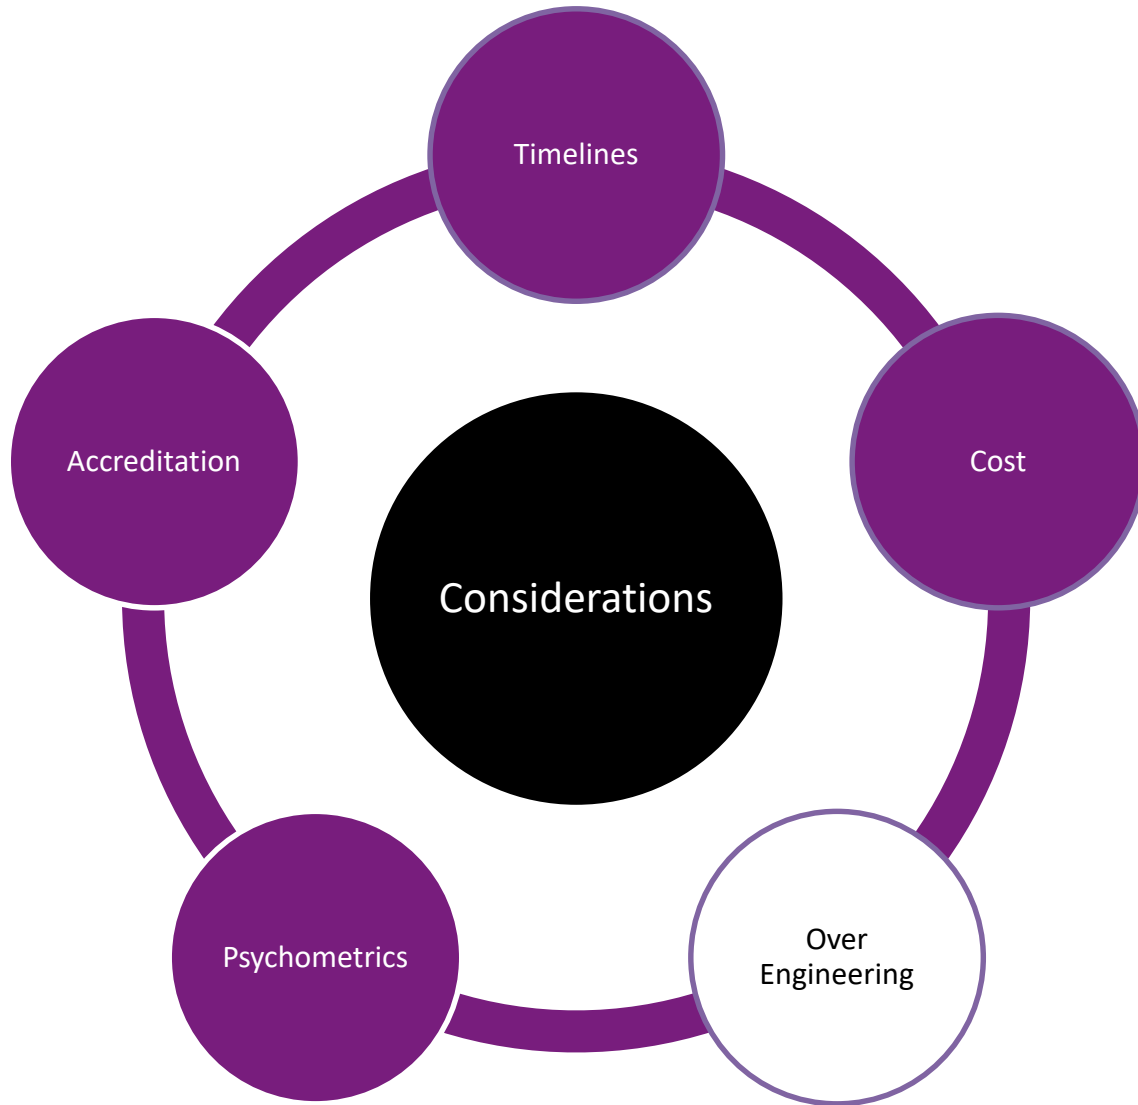 Timelines
Accreditation
Cost
Considerations
Psychometrics
Over
Engineering